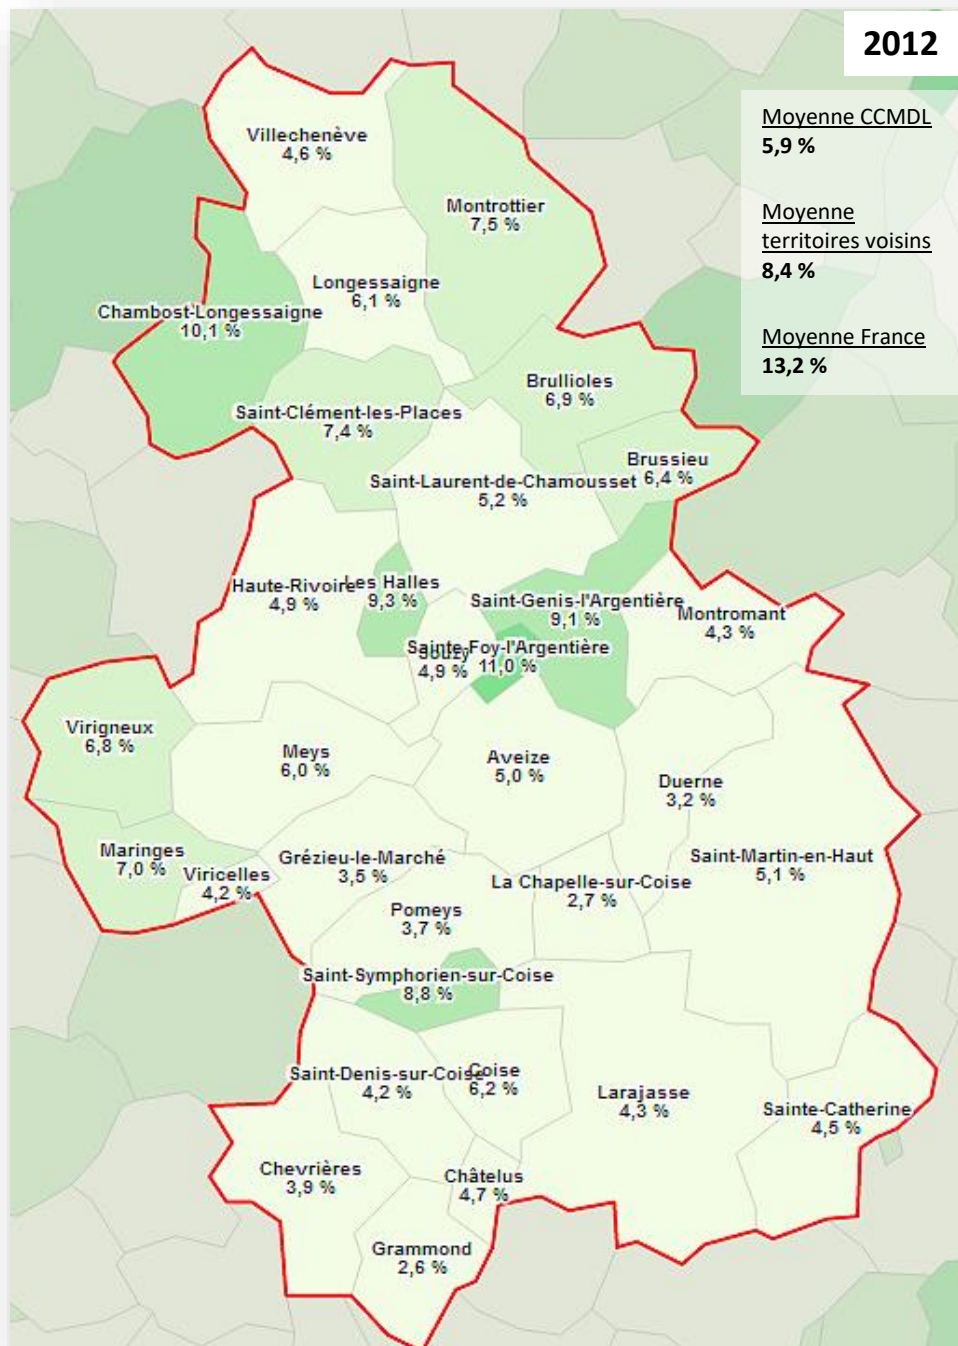 2012
Moyenne CCMDL
5,9 %
Moyenne
territoires voisins
8,4 %
Moyenne France
13,2 %
Villechenève
4,6 %
Montrottier
7,5 %
Longessaigne
6,1 %
Chambost-Longessaigne
10,1 %
Brullioles
6,9 %
Saint-Clément-les-Places
7,4 %
Brussieu
6,4 %
Saint-Laurent-de-Chamousset
5,2 %
Haute-Rivoire
4,9 %
Les Halles
9,3 %
Saint-Genis-l'Argentière
9,1 %
Montromant
4,3 %
Souzy
4,9 %
Sainte-Foy-l'Argentière
11,0 %
Virigneux
6,8 %
Meys
6,0 %
Aveize
5,0 %
Duerne
3,2 %
Maringes
7,0 %
Viricelles
4,2 %
Grézieu-le-Marché
3,5 %
Saint-Martin-en-Haut
5,1 %
La Chapelle-sur-Coise
2,7 %
Pomeys
3,7 %
Saint-Symphorien-sur-Coise
8,8 %
Saint-Denis-sur-Coise
4,2 %
Coise
6,2 %
Larajasse
4,3 %
Sainte-Catherine
4,5 %
Chevrières
3,9 %
Châtelus
4,7 %
Grammond
2,6 %